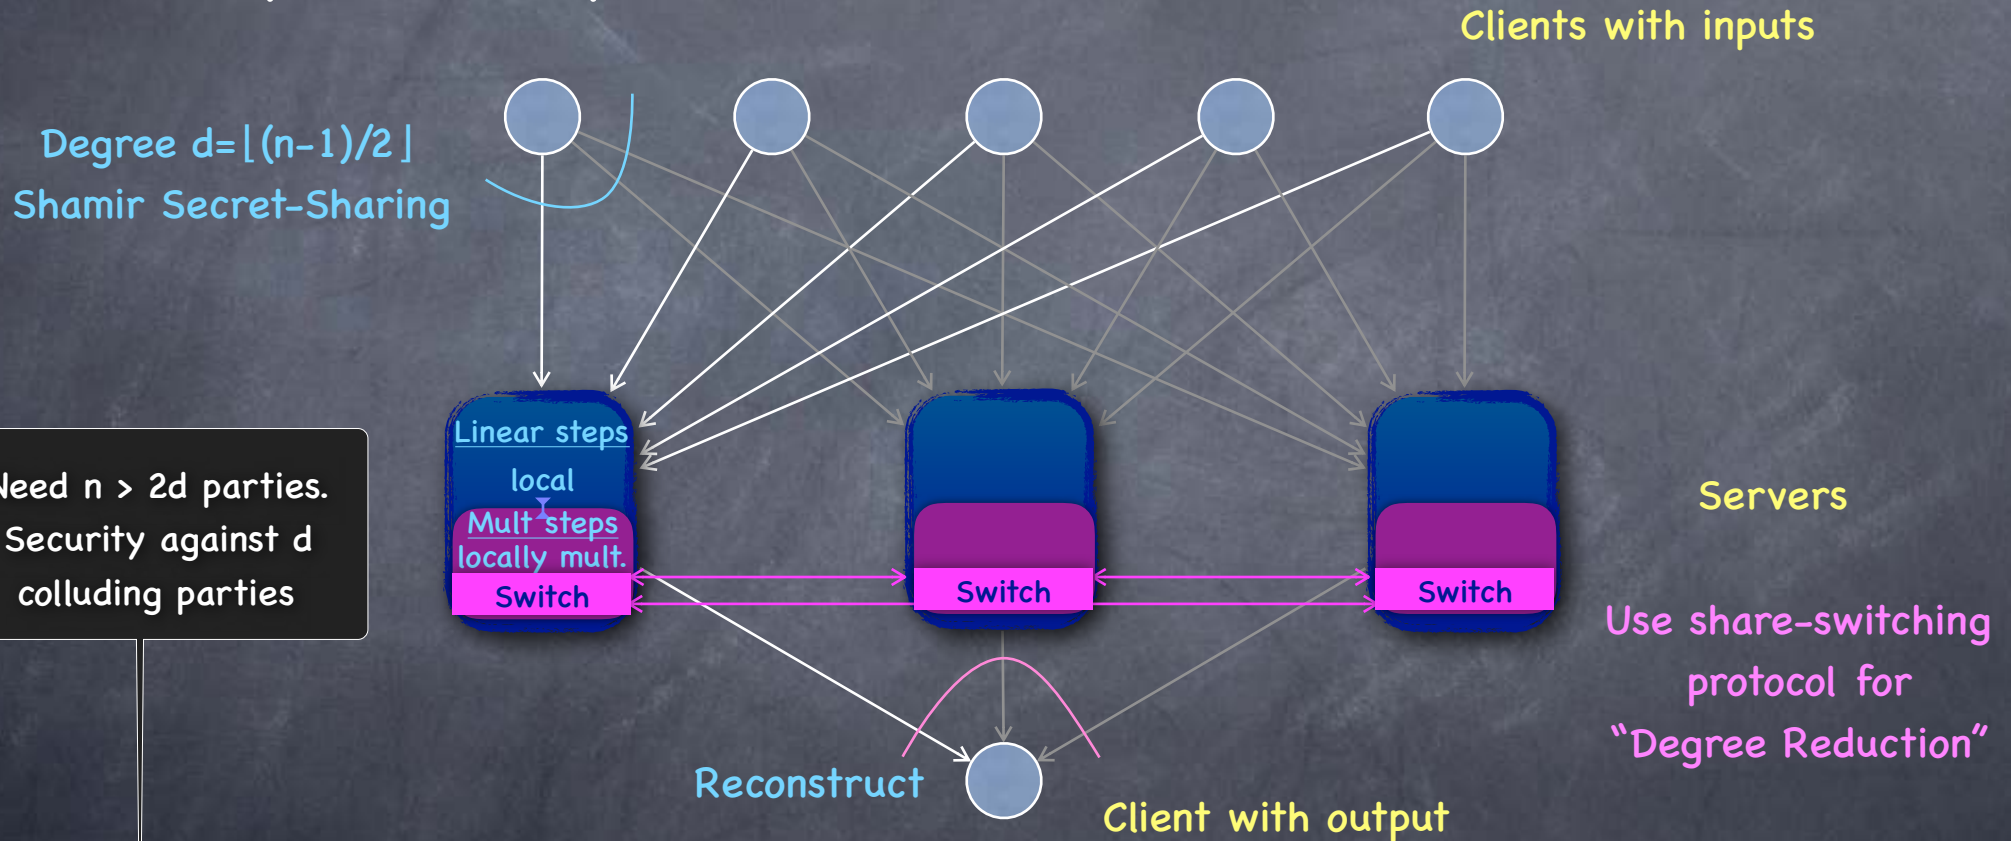 Clients with inputs
Degree d=⌊(n-1)/2⌋
Shamir Secret-Sharing
Linear steps
local
Mult steps
locally mult.
Switch
Switch
Switch
Need n > 2d parties.
Security against d
colluding parties
Servers
Use share-switching
protocol for
“Degree Reduction”
Reconstruct
Client with output